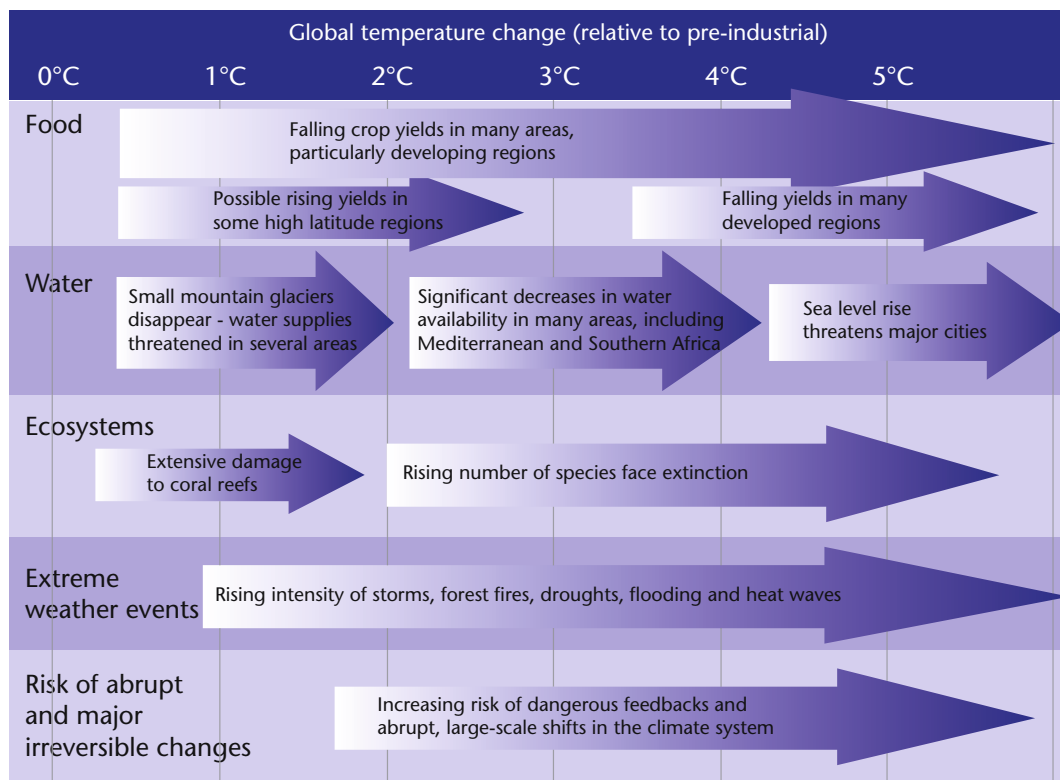 Global temperature change (relative to pre-industrial)
0°C 1°C 2°C 3°C 4°C 5°C
Food
Falling crop yields in many areas,
particularly developing regions
Possible rising yields in
some high latitude regions
Falling yields in many
developed regions
Water
Small mountain glaciers
disappear - water supplies
threatened in several areas
Significant decreases in water
availability in many areas, including
Mediterranean and Southern Africa
Sea level rise
threatens major cities
Ecosystems
Extensive damage
to coral reefs
Rising number of species face extinction
Extreme
weather events
Rising intensity of storms, forest fires, droughts, flooding and heat waves
Risk of abrupt
and major
irreversible changes
Increasing risk of dangerous feedbacks and
abrupt, large-scale shifts in the climate system